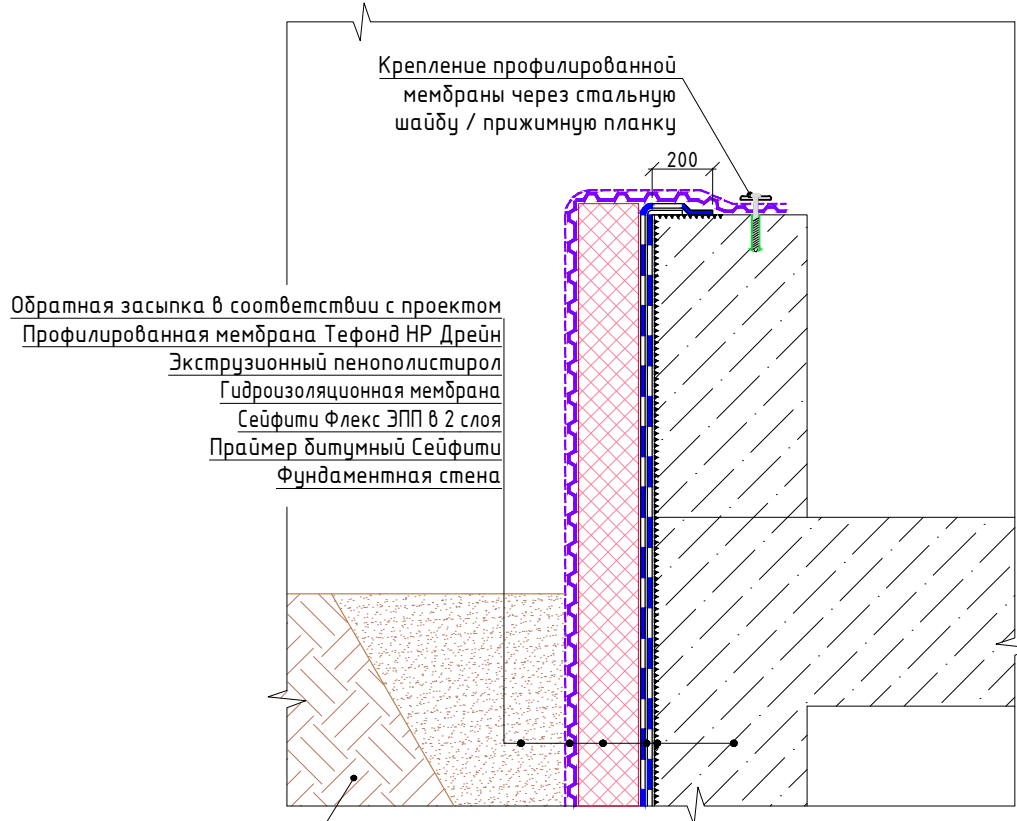 Крепление профилированной
мембраны через стальную
шайбу / прижимную планку
200
Обратная засыпка в соответствии с проектом
Профилированная мембрана Тефонд НР Дрейн
Экструзионный пенополистирол
Гидроизоляционная мембрана
Сейфити Флекс ЭПП в 2 слоя
Праймер битумный Сейфити
Фундаментная стена